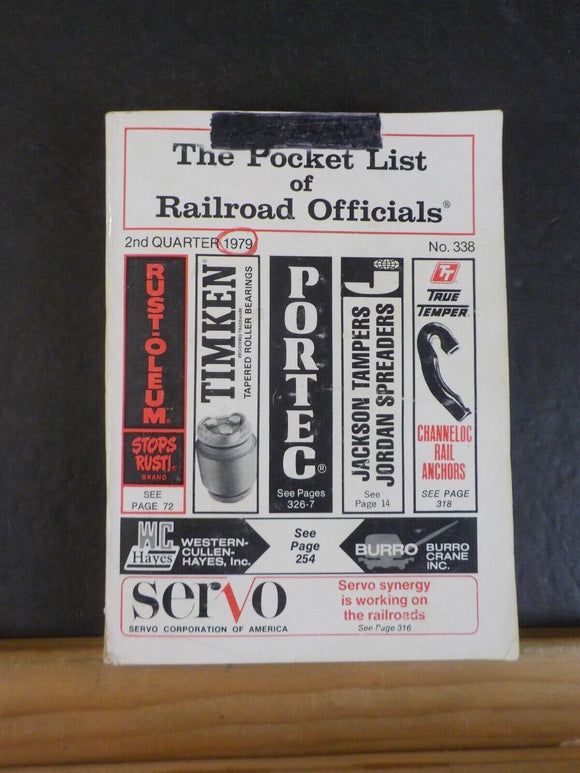 The Pocket List
of
Railroad Officials®
2nd QUARTER 1979
No. 338
RUST-OLEUM®
STOPS
RUST!®
BRAND
SEE
PAGE 72
TIMKEN®
REGISTERED TRADEMARK
TAPERED ROLLER BEARINGS
PORTEC®
See Pages
326-7
J
JACKSON TAMPERS
JORDAN SPREADERS
See
Page 14
TT
TRUE
TEMPER®
CHANNELOC
RAIL
ANCHORS
SEE PAGE
318
WC
Hayes
WESTERN-
CULLEN-
HAYES, Inc.
See
Page
254
BURRO
BURRO
CRANE
INC.
servo
SERVO CORPORATION OF AMERICA
Servo synergy
is working on
the railroads
See Page 316